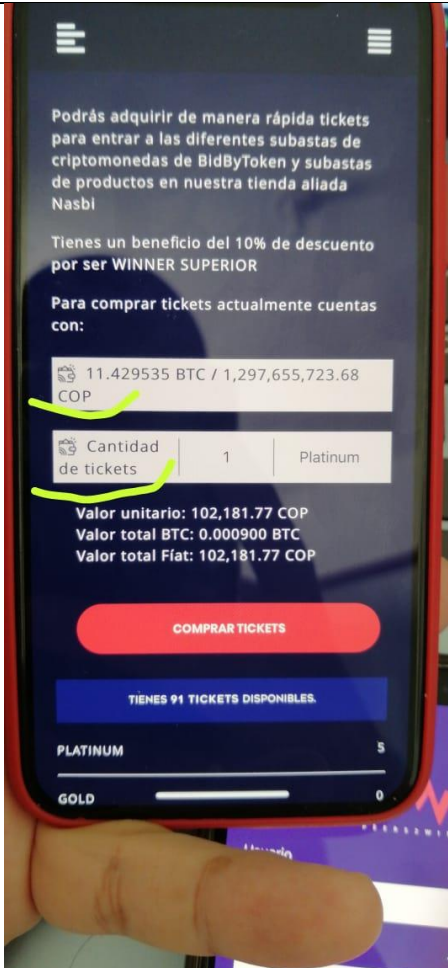 Podrás adquirir de manera rápida tickets
para entrar a las diferentes subastas de
criptomonedas de BidByToken y subastas
de productos en nuestra tienda aliada
Nasbi
Tienes un beneficio del 10% de descuento
por ser WINNER SUPERIOR
Para comprar tickets actualmente cuentas
con:
11.429535 BTC / 1,297,655,723.68
COP
Cantidad
de tickets
1
Platinum
Valor unitario: 102,181.77 COP
Valor total BTC: 0.000900 BTC
Valor total Fíat: 102,181.77 COP
COMPRAR TICKETS
TIENES 91 TICKETS DISPONIBLES.
PLATINUM 5
GOLD 0